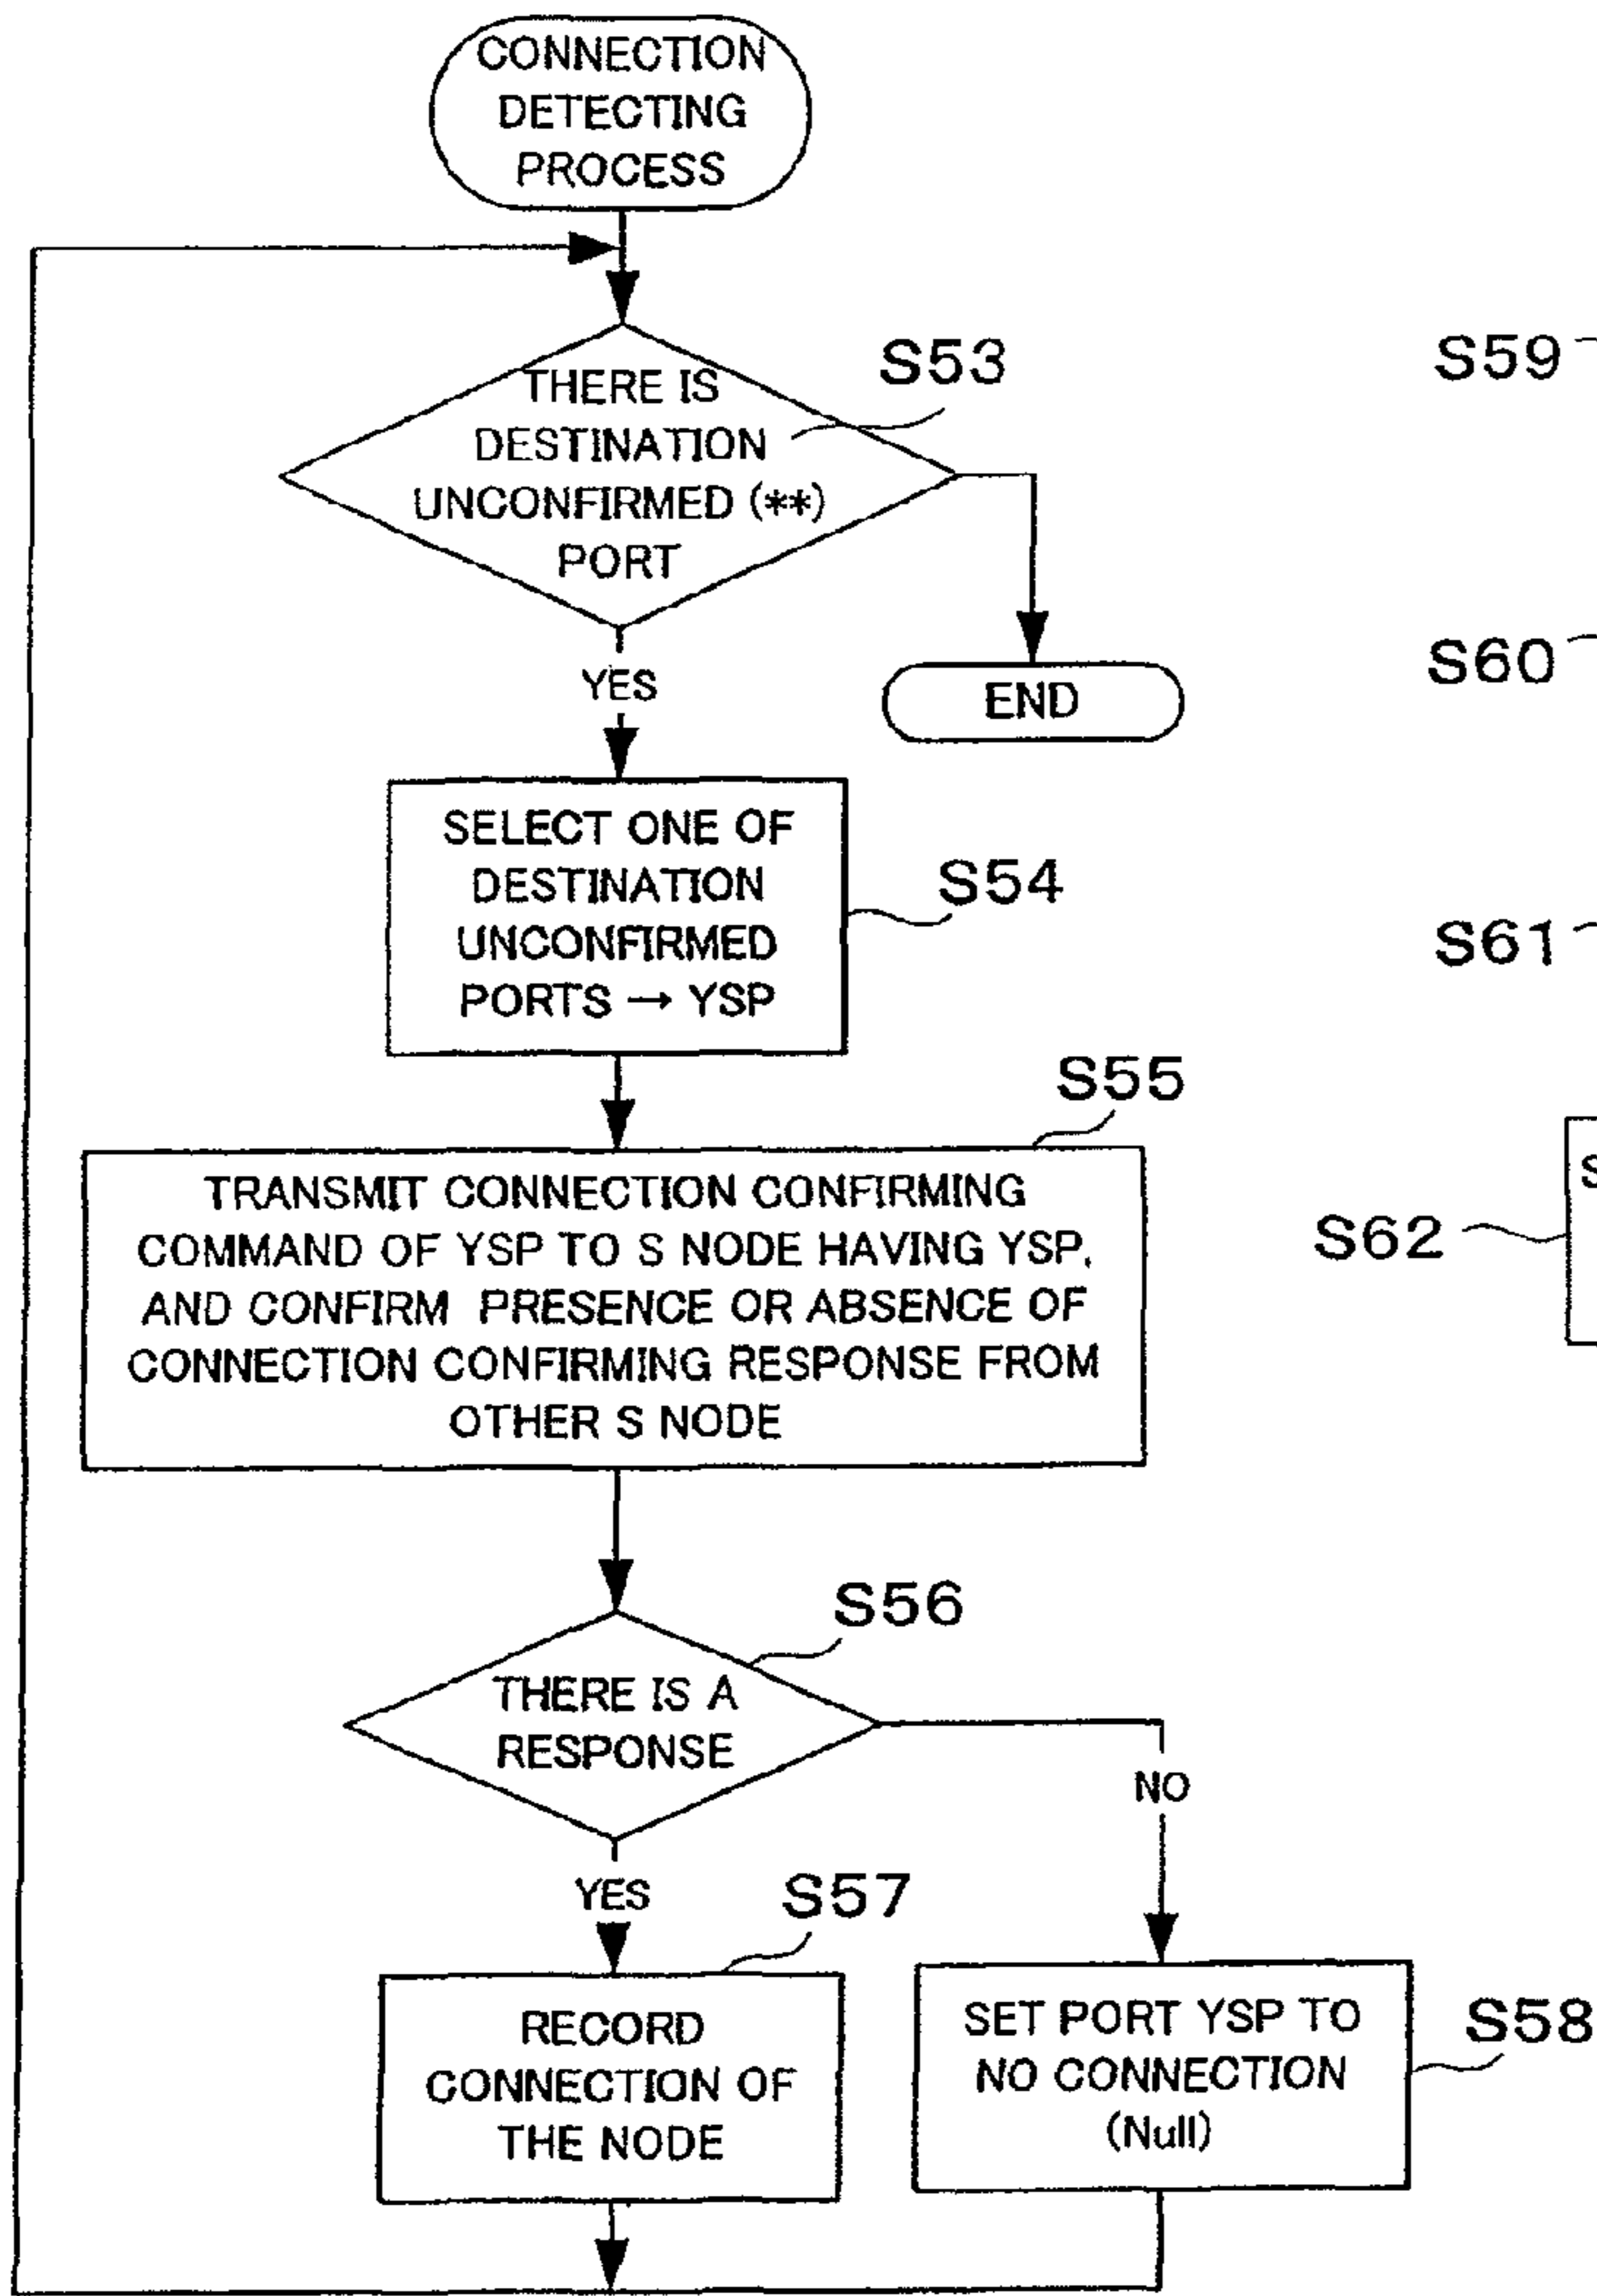 CONNECTION
DETECTING
PROCESS
S53
THERE IS
DESTINATION
UNCONFIRMED (**)
PORT
YES
END
SELECT ONE OF
DESTINATION
UNCONFIRMED
PORTS → YSP
S54
S55
TRANSMIT CONNECTION CONFIRMING
COMMAND OF YSP TO S NODE HAVING YSP,
AND CONFIRM PRESENCE OR ABSENCE OF
CONNECTION CONFIRMING RESPONSE FROM
OTHER S NODE
S56
THERE IS A
RESPONSE
NO
YES
S57
RECORD
CONNECTION OF
THE NODE
SET PORT YSP TO
NO CONNECTION
(Null)
S58
S59
S60
S61
S62
S